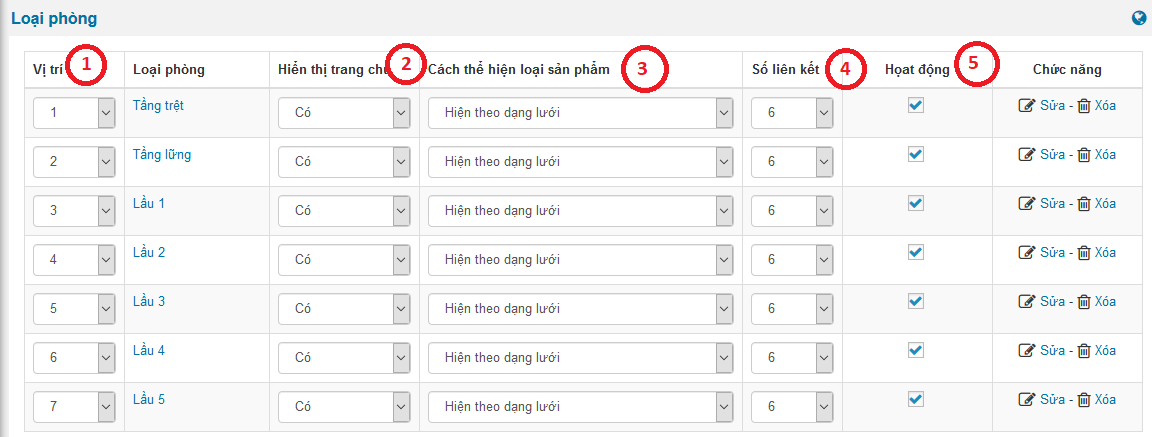 Loại phòng
Vị trí 1 Loại phòng Hiển thị trang chủ 2 Cách thể hiện loại sản phẩm 3 Số liên kết 4 Hoạt động 5 Chức năng
1 Tầng trệt Có Hiện theo dạng lưới 6 Sửa - Xóa
2 Tầng lững Có Hiện theo dạng lưới 6 Sửa - Xóa
3 Lầu 1 Có Hiện theo dạng lưới 6 Sửa - Xóa
4 Lầu 2 Có Hiện theo dạng lưới 6 Sửa - Xóa
5 Lầu 3 Có Hiện theo dạng lưới 6 Sửa - Xóa
6 Lầu 4 Có Hiện theo dạng lưới 6 Sửa - Xóa
7 Lầu 5 Có Hiện theo dạng lưới 6 Sửa - Xóa